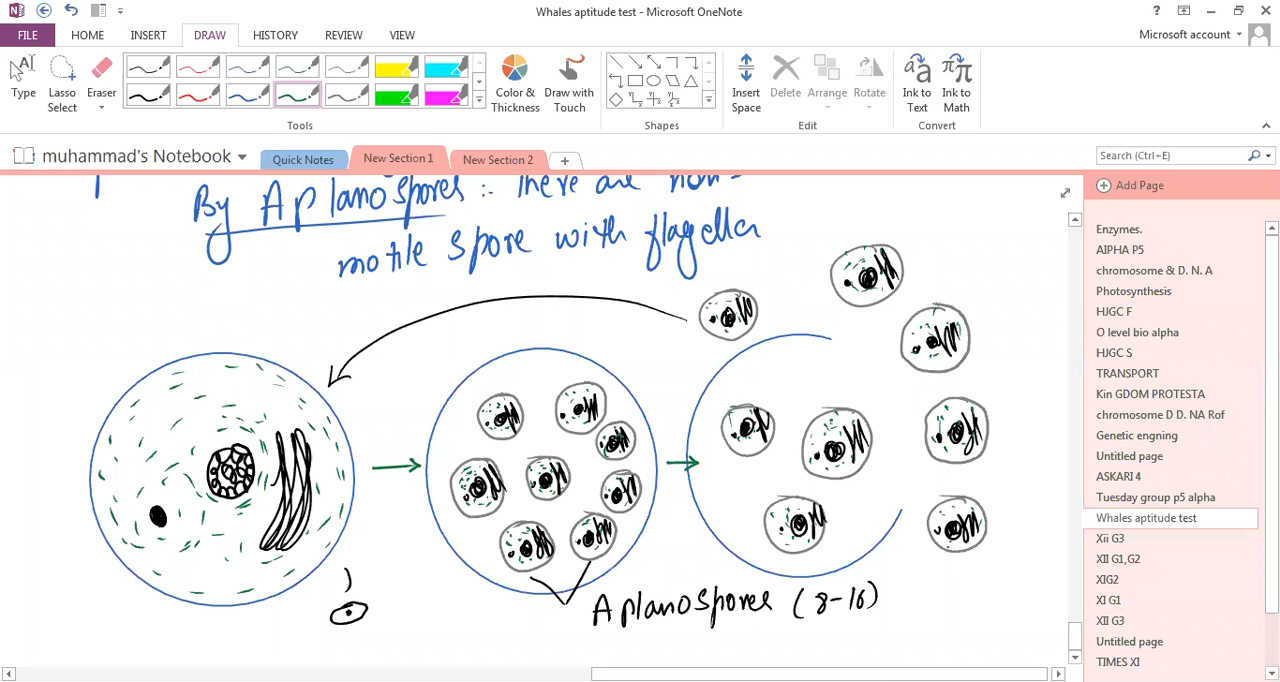 Whales aptitude test - Microsoft OneNote
?
FILE HOME INSERT DRAW HISTORY REVIEW VIEW
Microsoft account
Type
Lasso Select
Eraser
Color & Thickness
Draw with Touch
Insert Space
Delete
Arrange
Rotate
Ink to Text
Ink to Math
Tools
Shapes
Edit
Convert
muhammad's Notebook
Quick Notes
New Section 1
New Section 2
Search (Ctrl+E)
By Aplanospores :- There are non-
motile spore with flagella
Aplanospores (8-16)
Add Page
Enzymes.
AIPHA P5
chromosome & D. N. A
Photosynthesis
HJGC F
O level bio alpha
HJGC S
TRANSPORT
Kin GDOM PROTESTA
chromosome D D. NA Rof
Genetic engning
Untitled page
ASKARI 4
Tuesday group p5 alpha
Whales aptitude test
Xii G3
XII G1,G2
XIG2
XI G1
XII G3
Untitled page
TIMES XI